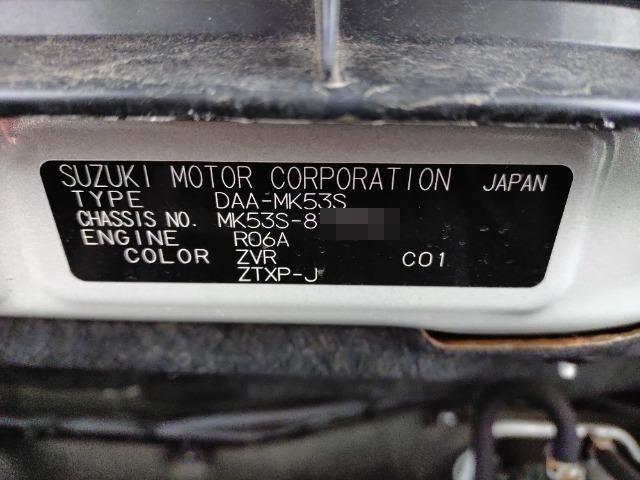 SUZUKI MOTOR CORPORATION JAPAN
TYPE DAA-MK53S
CHASSIS NO. MK53S-8
ENGINE R06A
COLOR ZVR C01
ZTXP-J